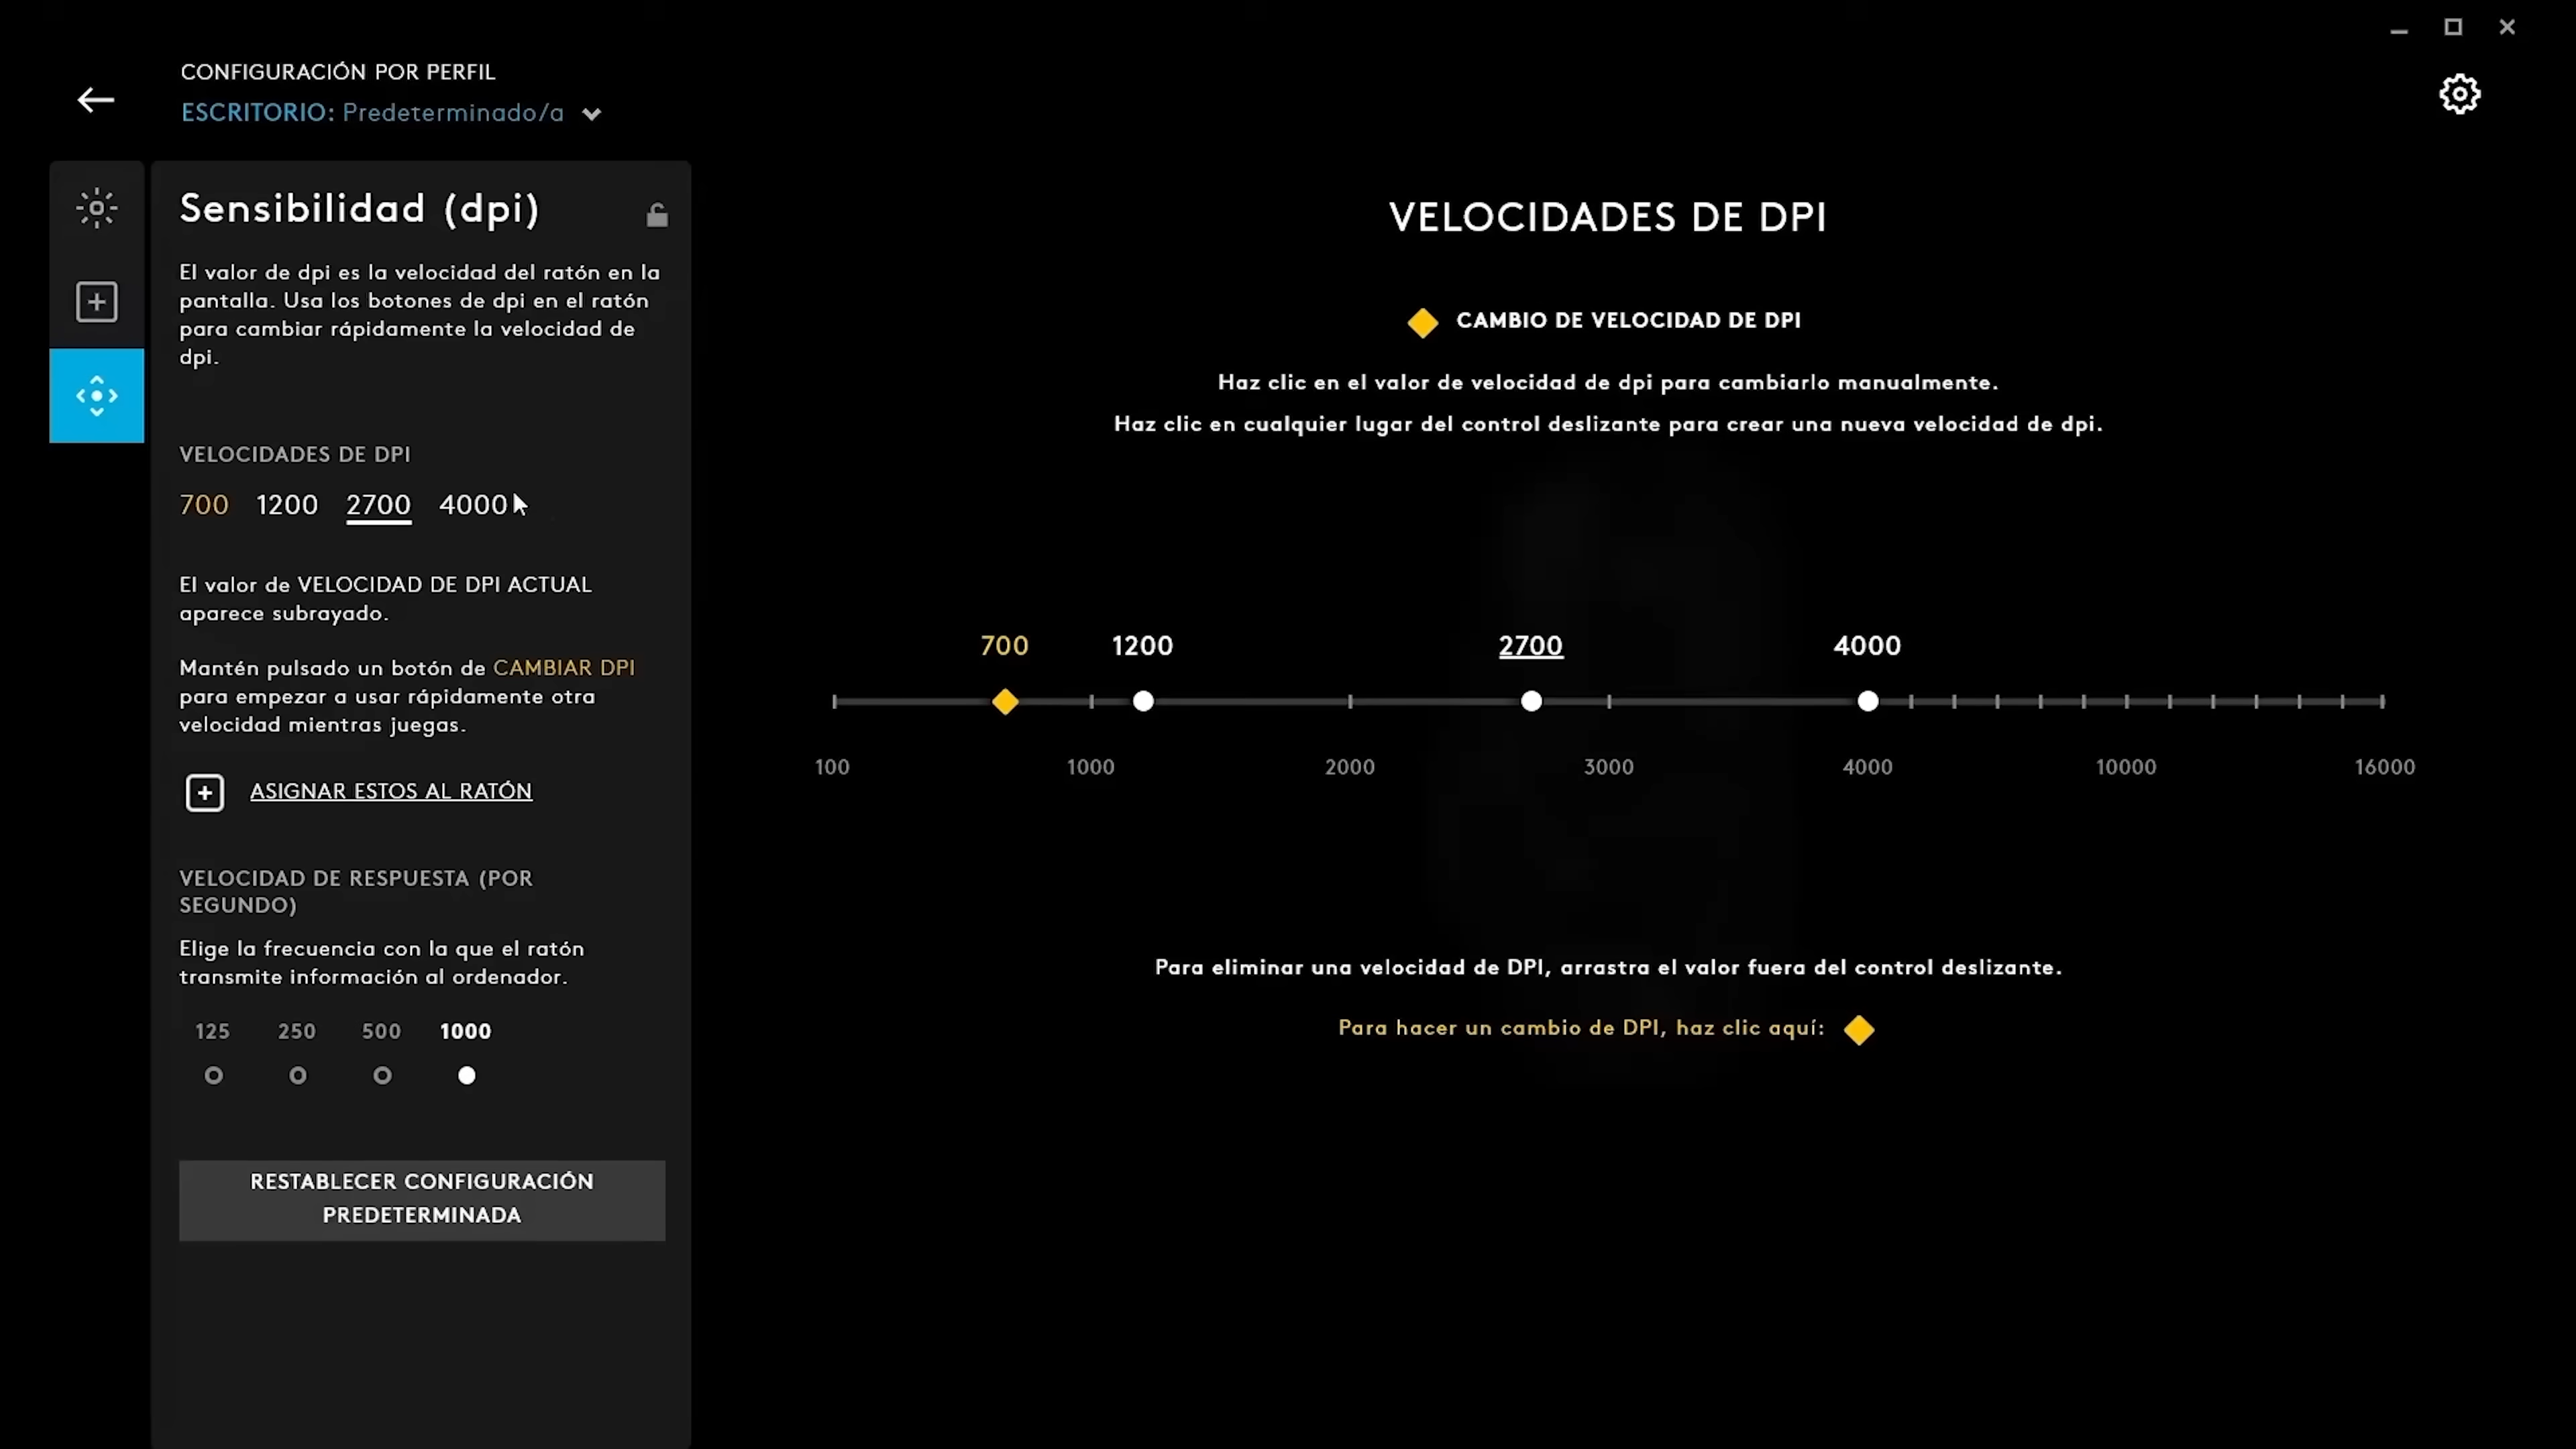 CONFIGURACIÓN POR PERFIL
ESCRITORIO: Predeterminado/a
Sensibilidad (dpi)
El valor de dpi es la velocidad del ratón en la
pantalla. Usa los botones de dpi en el ratón
para cambiar rápidamente la velocidad de
dpi.
VELOCIDADES DE DPI
700 1200 2700 4000
El valor de VELOCIDAD DE DPI ACTUAL
aparece subrayado.
Mantén pulsado un botón de CAMBIAR DPI
para empezar a usar rápidamente otra
velocidad mientras juegas.
ASIGNAR ESTOS AL RATÓN
VELOCIDAD DE RESPUESTA (POR
SEGUNDO)
Elige la frecuencia con la que el ratón
transmite información al ordenador.
125 250 500 1000
RESTABLECER CONFIGURACIÓN
PREDETERMINADA
VELOCIDADES DE DPI
CAMBIO DE VELOCIDAD DE DPI
Haz clic en el valor de velocidad de dpi para cambiarlo manualmente.
Haz clic en cualquier lugar del control deslizante para crear una nueva velocidad de dpi.
700 1200 2700 4000
100 1000 2000 3000 4000 10000 16000
Para eliminar una velocidad de DPI, arrastra el valor fuera del control deslizante.
Para hacer un cambio de DPI, haz clic aquí: